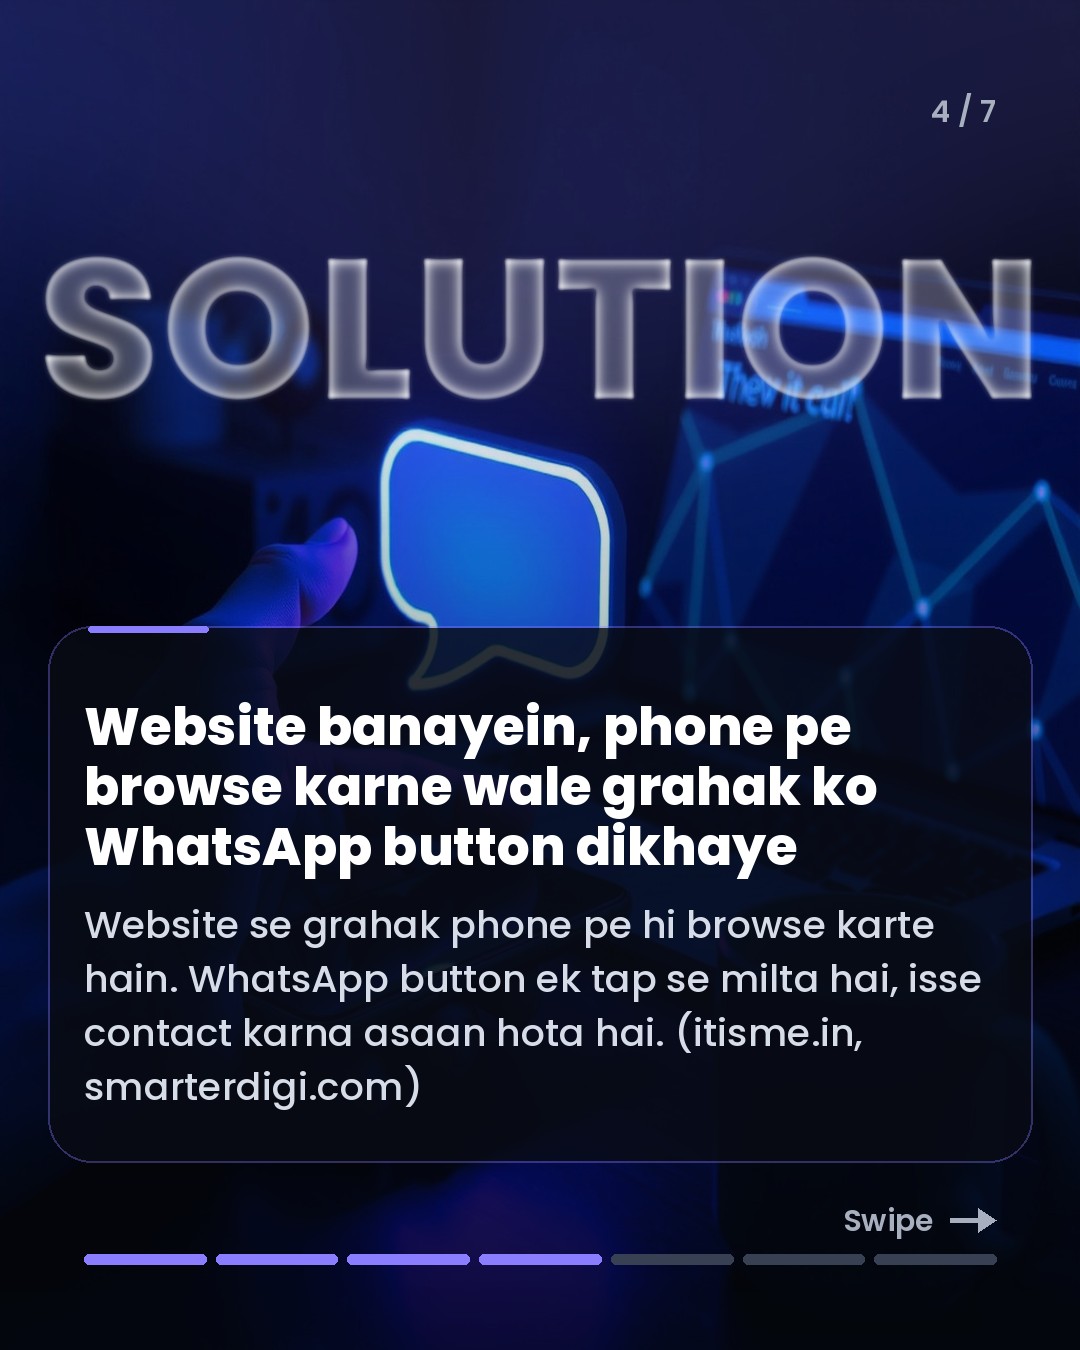 4 / 7
SOLUTION
Website banayein, phone pe
browse karne wale grahak ko
WhatsApp button dikhaye
Website se grahak phone pe hi browse karte
hain. WhatsApp button ek tap se milta hai, isse
contact karna asaan hota hai. (itisme.in,
smarterdigi.com)
Swipe